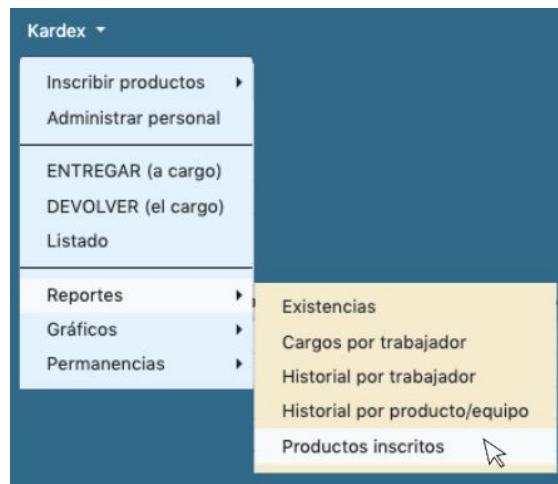 Kardex
Inscribir productos
Administrar personal
ENTREGAR (a cargo)
DEVOLVER (el cargo)
Listado
Reportes
Gráficos
Permanencias
Existencias
Cargos por trabajador
Historial por trabajador
Historial por producto/equipo
Productos inscritos